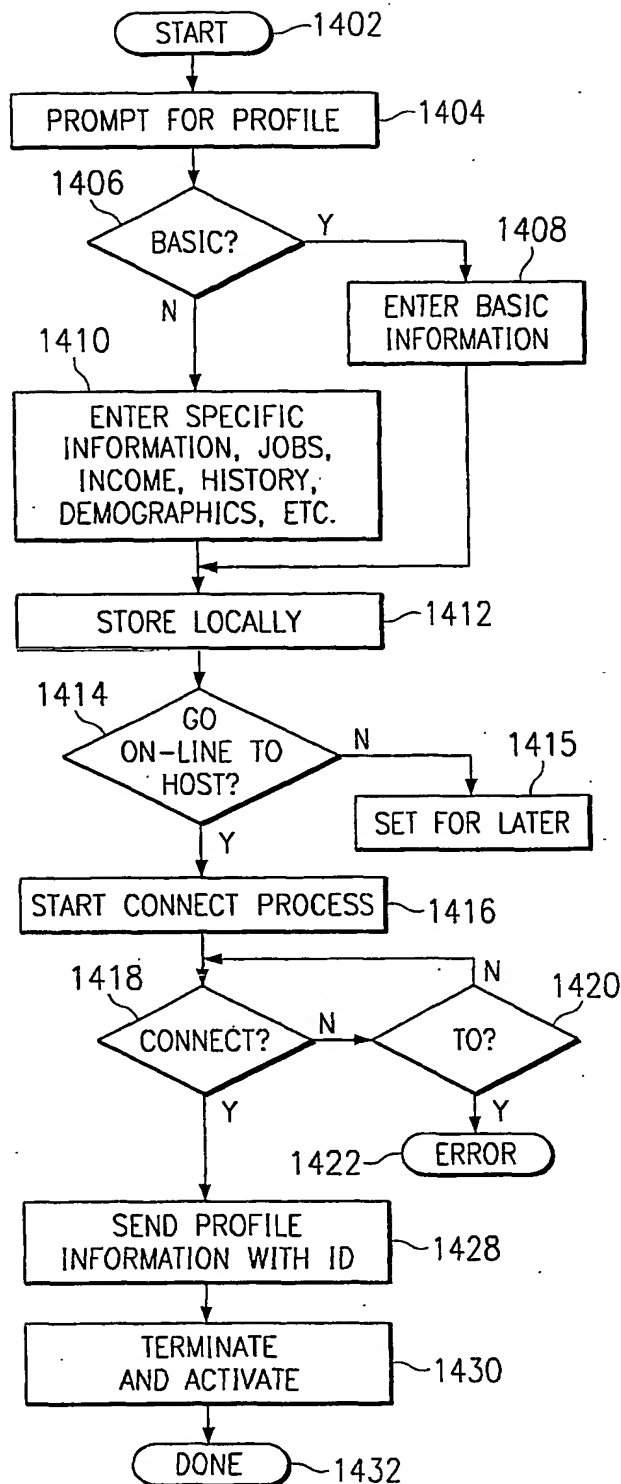 START
1402
PROMPT FOR PROFILE
1404
1406
BASIC?
Y
N
1408
ENTER BASIC
INFORMATION
1410
ENTER SPECIFIC
INFORMATION, JOBS,
INCOME, HISTORY,
DEMOGRAPHICS, ETC.
STORE LOCALLY
1412
1414
GO
ON-LINE TO
HOST?
N
Y
1415
SET FOR LATER
START CONNECT PROCESS
1416
1418
CONNECT?
N
Y
N
1420
TO?
Y
1422
ERROR
SEND PROFILE
INFORMATION WITH ID
1428
TERMINATE
AND ACTIVATE
1430
DONE
1432